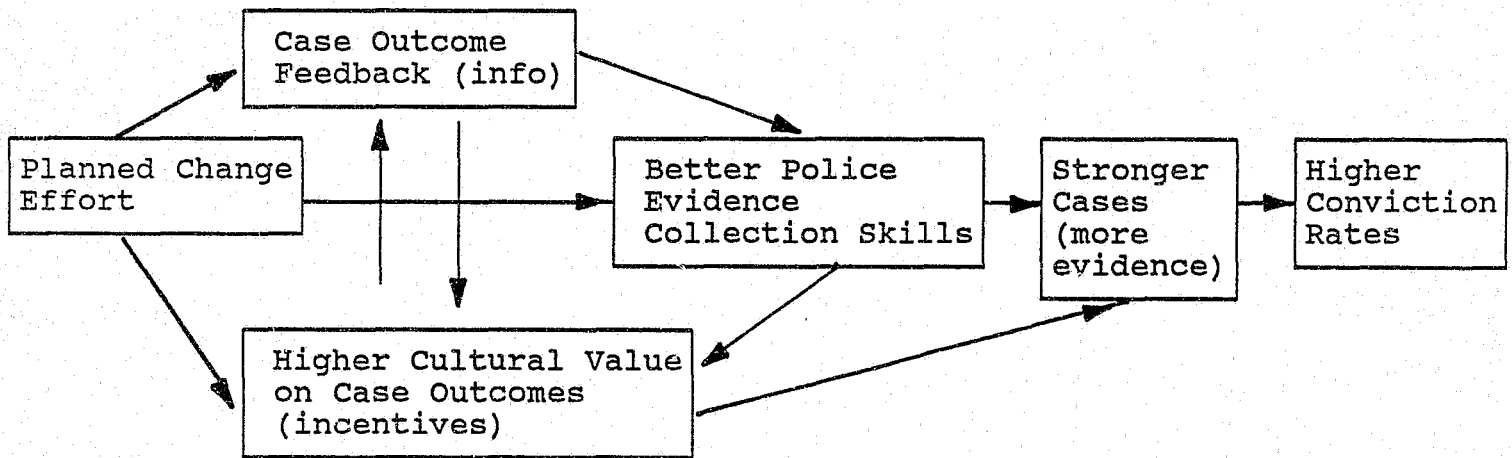 Case Outcome
Feedback (info)
Planned Change
Effort
Better Police
Evidence
Collection Skills
Stronger
Cases
(more
evidence)
Higher
Conviction
Rates
Higher Cultural Value
on Case Outcomes
(incentives)